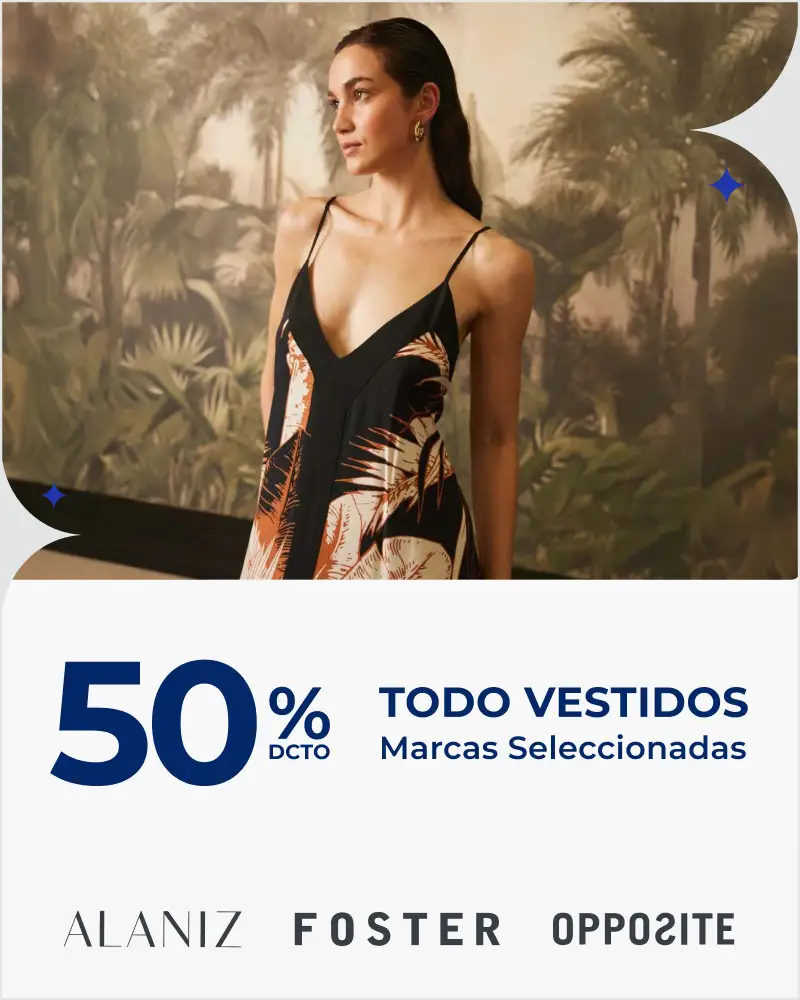 50%
DCTO
TODO VESTIDOS
Marcas Seleccionadas
ALANIZ FOSTER OPPOSITE